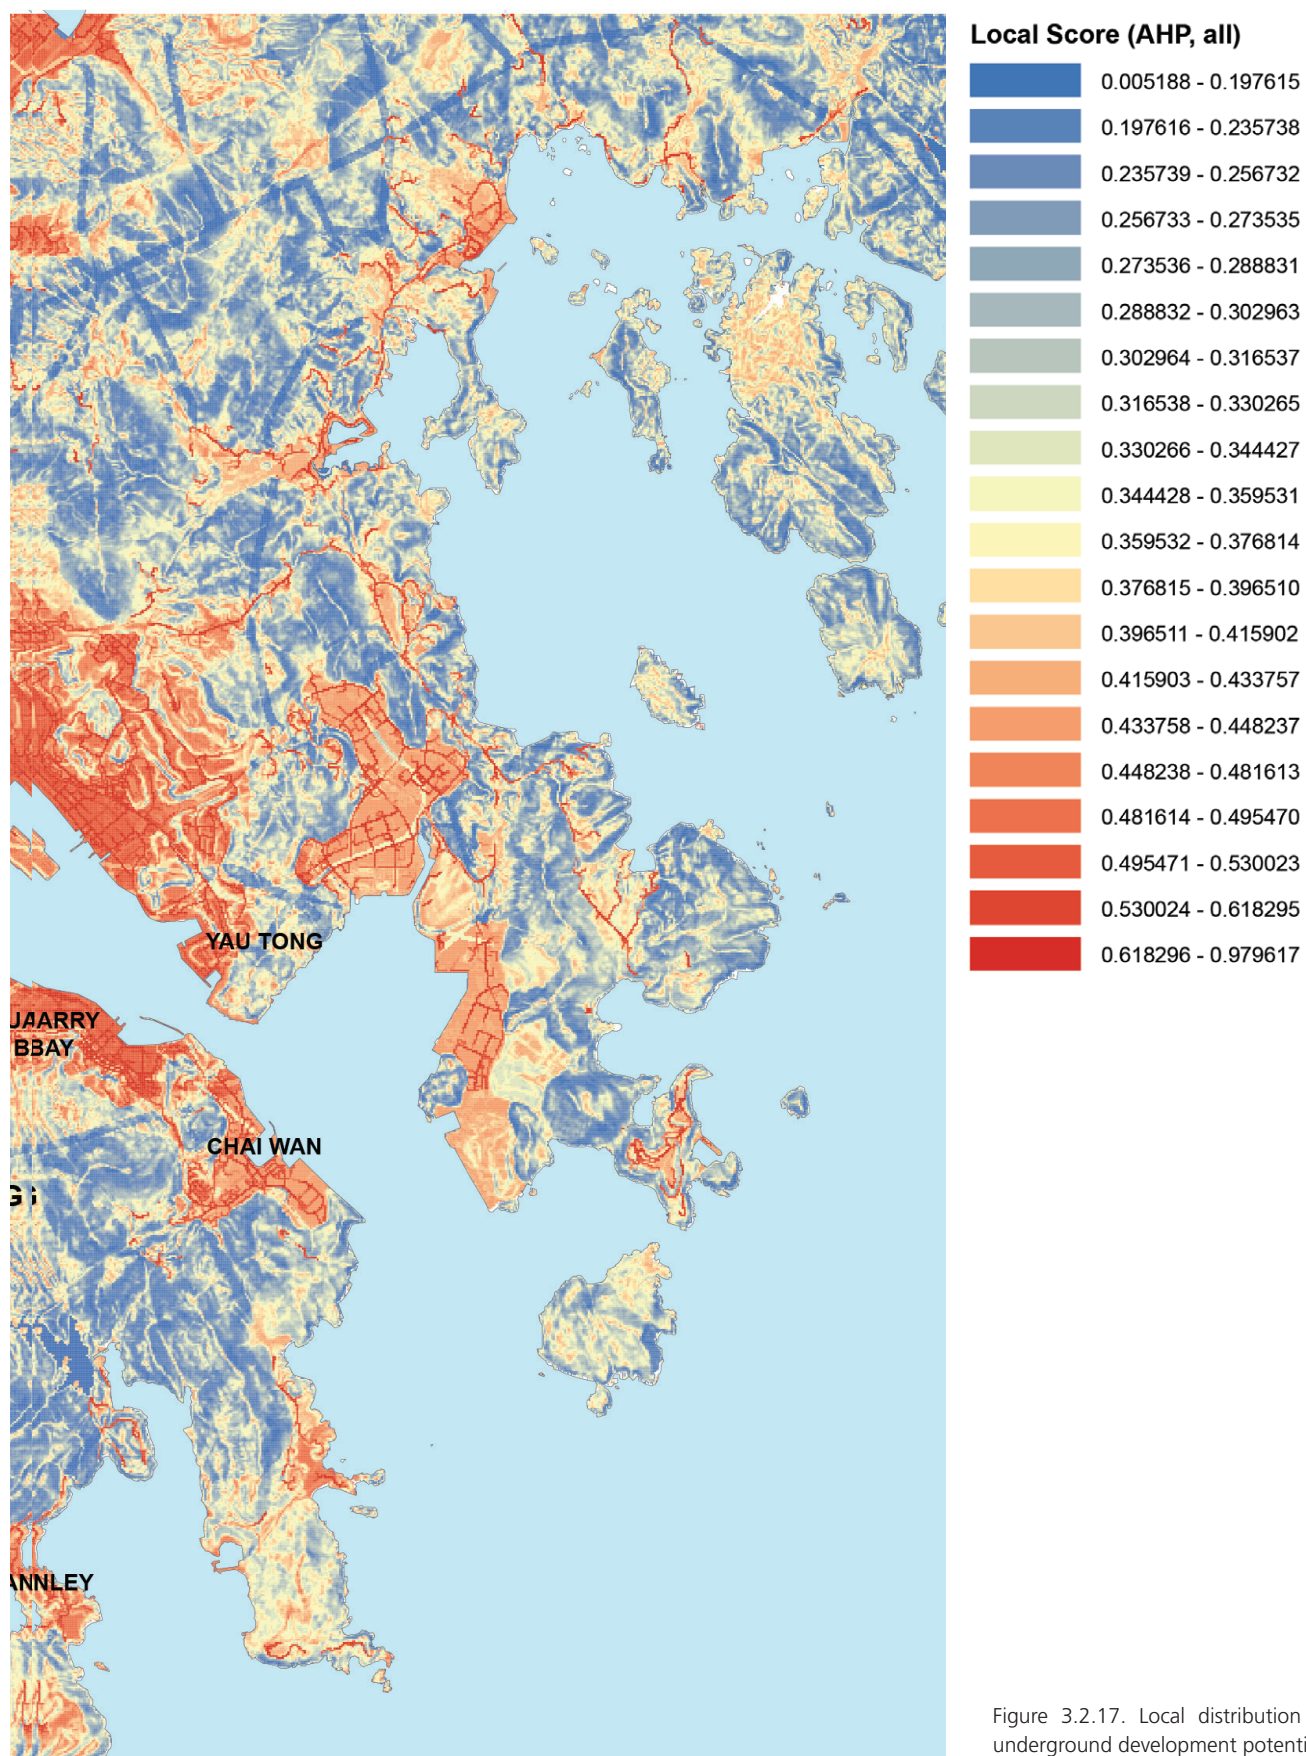 Local Score (AHP, all)
0.005188 - 0.197615
0.197616 - 0.235738
0.235739 - 0.256732
0.256733 - 0.273535
0.273536 - 0.288831
0.288832 - 0.302963
0.302964 - 0.316537
0.316538 - 0.330265
0.330266 - 0.344427
0.344428 - 0.359531
0.359532 - 0.376814
0.376815 - 0.396510
0.396511 - 0.415902
0.415903 - 0.433757
0.433758 - 0.448237
0.448238 - 0.481613
0.481614 - 0.495470
0.495471 - 0.530023
0.530024 - 0.618295
0.618296 - 0.979617
YAU TONG
BBAY
CHAI WAN
ANNLEY
Figure 3.2.17. Local distribution
underground development potenti